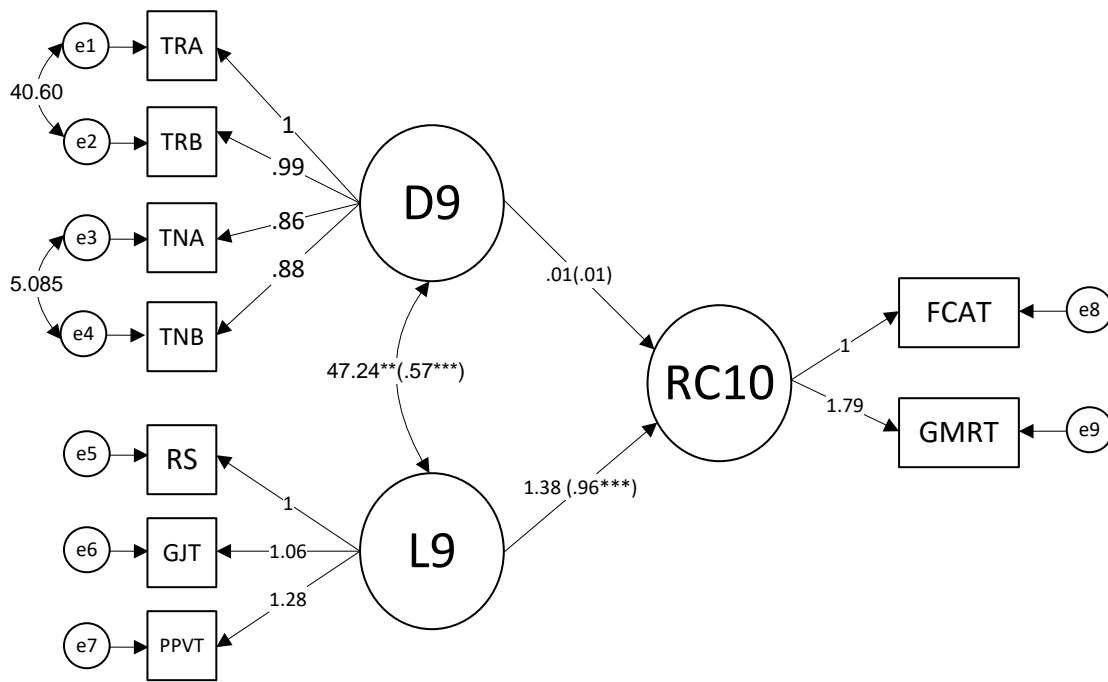 e1
TRA
40.60
e2
TRB
e3
TNA
5.085
e4
TNB
1
.99
.86
.88
D9
47.24**(.57***)
.01(.01)
e5
RS
e6
GJT
e7
PPVT
1
1.06
1.28
L9
1.38 (.96***)
RC10
1
1.79
FCAT
e8
GMRT
e9